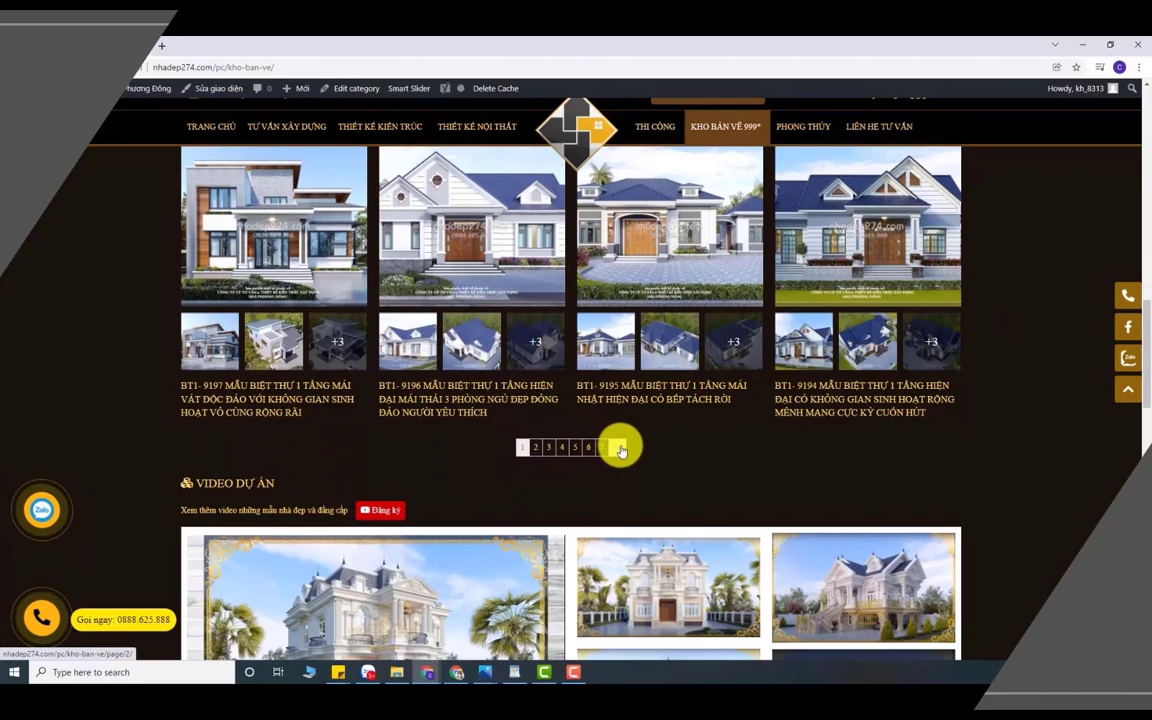 nhadep274.com/pc/kho-ban-ve/
hương Đông
Sửa giao diện
0
Mới
Edit category
Smart Slider
Delete Cache
Howdy, kh_8313
TRANG CHỦ
TƯ VẤN XÂY DỰNG
THIẾT KẾ KIẾN TRÚC
THIẾT KẾ NỘI THẤT
THI CÔNG
KHO BẢN VẼ 999*
PHONG THỦY
LIÊN HỆ TƯ VẤN
+3
+3
+3
+3
BT1- 9197 MẪU BIỆT THỰ 1 TẦNG MÁI
VÁT ĐỘC ĐÁO VỚI KHÔNG GIAN SINH
HOẠT VÔ CÙNG RỘNG RÃI
BT1- 9196 MẪU BIỆT THỰ 1 TẦNG HIỆN
ĐẠI MÁI THÁI 3 PHÒNG NGỦ ĐẸP ĐÔNG
ĐẢO NGƯỜI YÊU THÍCH
BT1- 9195 MẪU BIỆT THỰ 1 TẦNG MÁI
NHẬT HIỆN ĐẠI CÓ BẾP TÁCH RỜI
BT1- 9194 MẪU BIỆT THỰ 1 TẦNG HIỆN
ĐẠI CÓ KHÔNG GIAN SINH HOẠT RỘNG
MÊNH MANG CỰC KỲ CUỐN HÚT
1 2 3 4 5 6
VIDEO DỰ ÁN
Xem thêm video những mẫu nhà đẹp và đẳng cấp
Đăng ký
Zalo
Zalo
Gọi ngay: 0888.625.888
nhadep274.com/pc/kho-ban-ve/page/2/
Type here to search